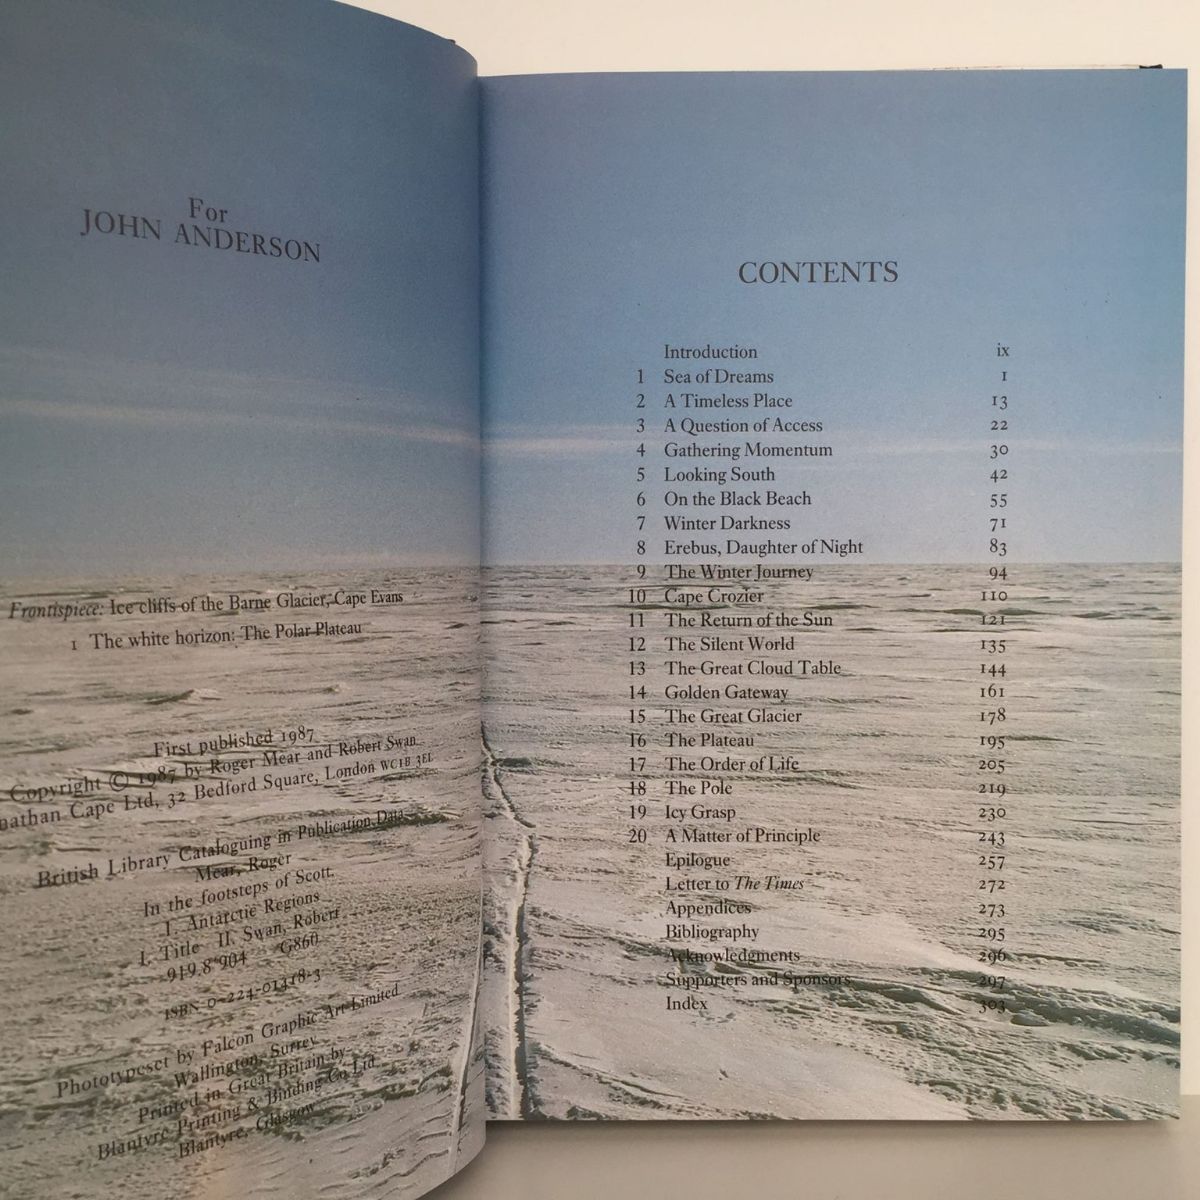 For
JOHN ANDERSON
Frontispiece: Ice cliffs of the Barne Glacier, Cape Evans
1 The white horizon: The Polar Plateau
First published 1987
Copyright © 1987 by Roger Mear and Robert Swan
Cape Ltd, 32 Bedford Square, London WC1B 3EL
British Library Cataloguing in Publication Data
Mear, Roger
In the footsteps of Scott.
1. Antarctic Regions
I. Title II. Swan, Robert
919.8'904 G860
ISBN 0-224-01418-3
Phototypeset by Falcon Graphic Art Limited
Wallington, Surrey
Printed in Great Britain by
Blantyre Printing & Binding Co Ltd
Blantyre, Glasgow
CONTENTS
Introduction ix
1 Sea of Dreams 1
2 A Timeless Place 13
3 A Question of Access 22
4 Gathering Momentum 30
5 Looking South 42
6 On the Black Beach 55
7 Winter Darkness 71
8 Erebus, Daughter of Night 83
9 The Winter Journey 94
10 Cape Crozier 110
11 The Return of the Sun 121
12 The Silent World 135
13 The Great Cloud Table 144
14 Golden Gateway 161
15 The Great Glacier 178
16 The Plateau 195
17 The Order of Life 205
18 The Pole 219
19 Icy Grasp 230
20 A Matter of Principle 243
Epilogue 257
Letter to The Times 272
Appendices 273
Bibliography 295
Acknowledgments 296
Supporters and Sponsors 297
Index 303